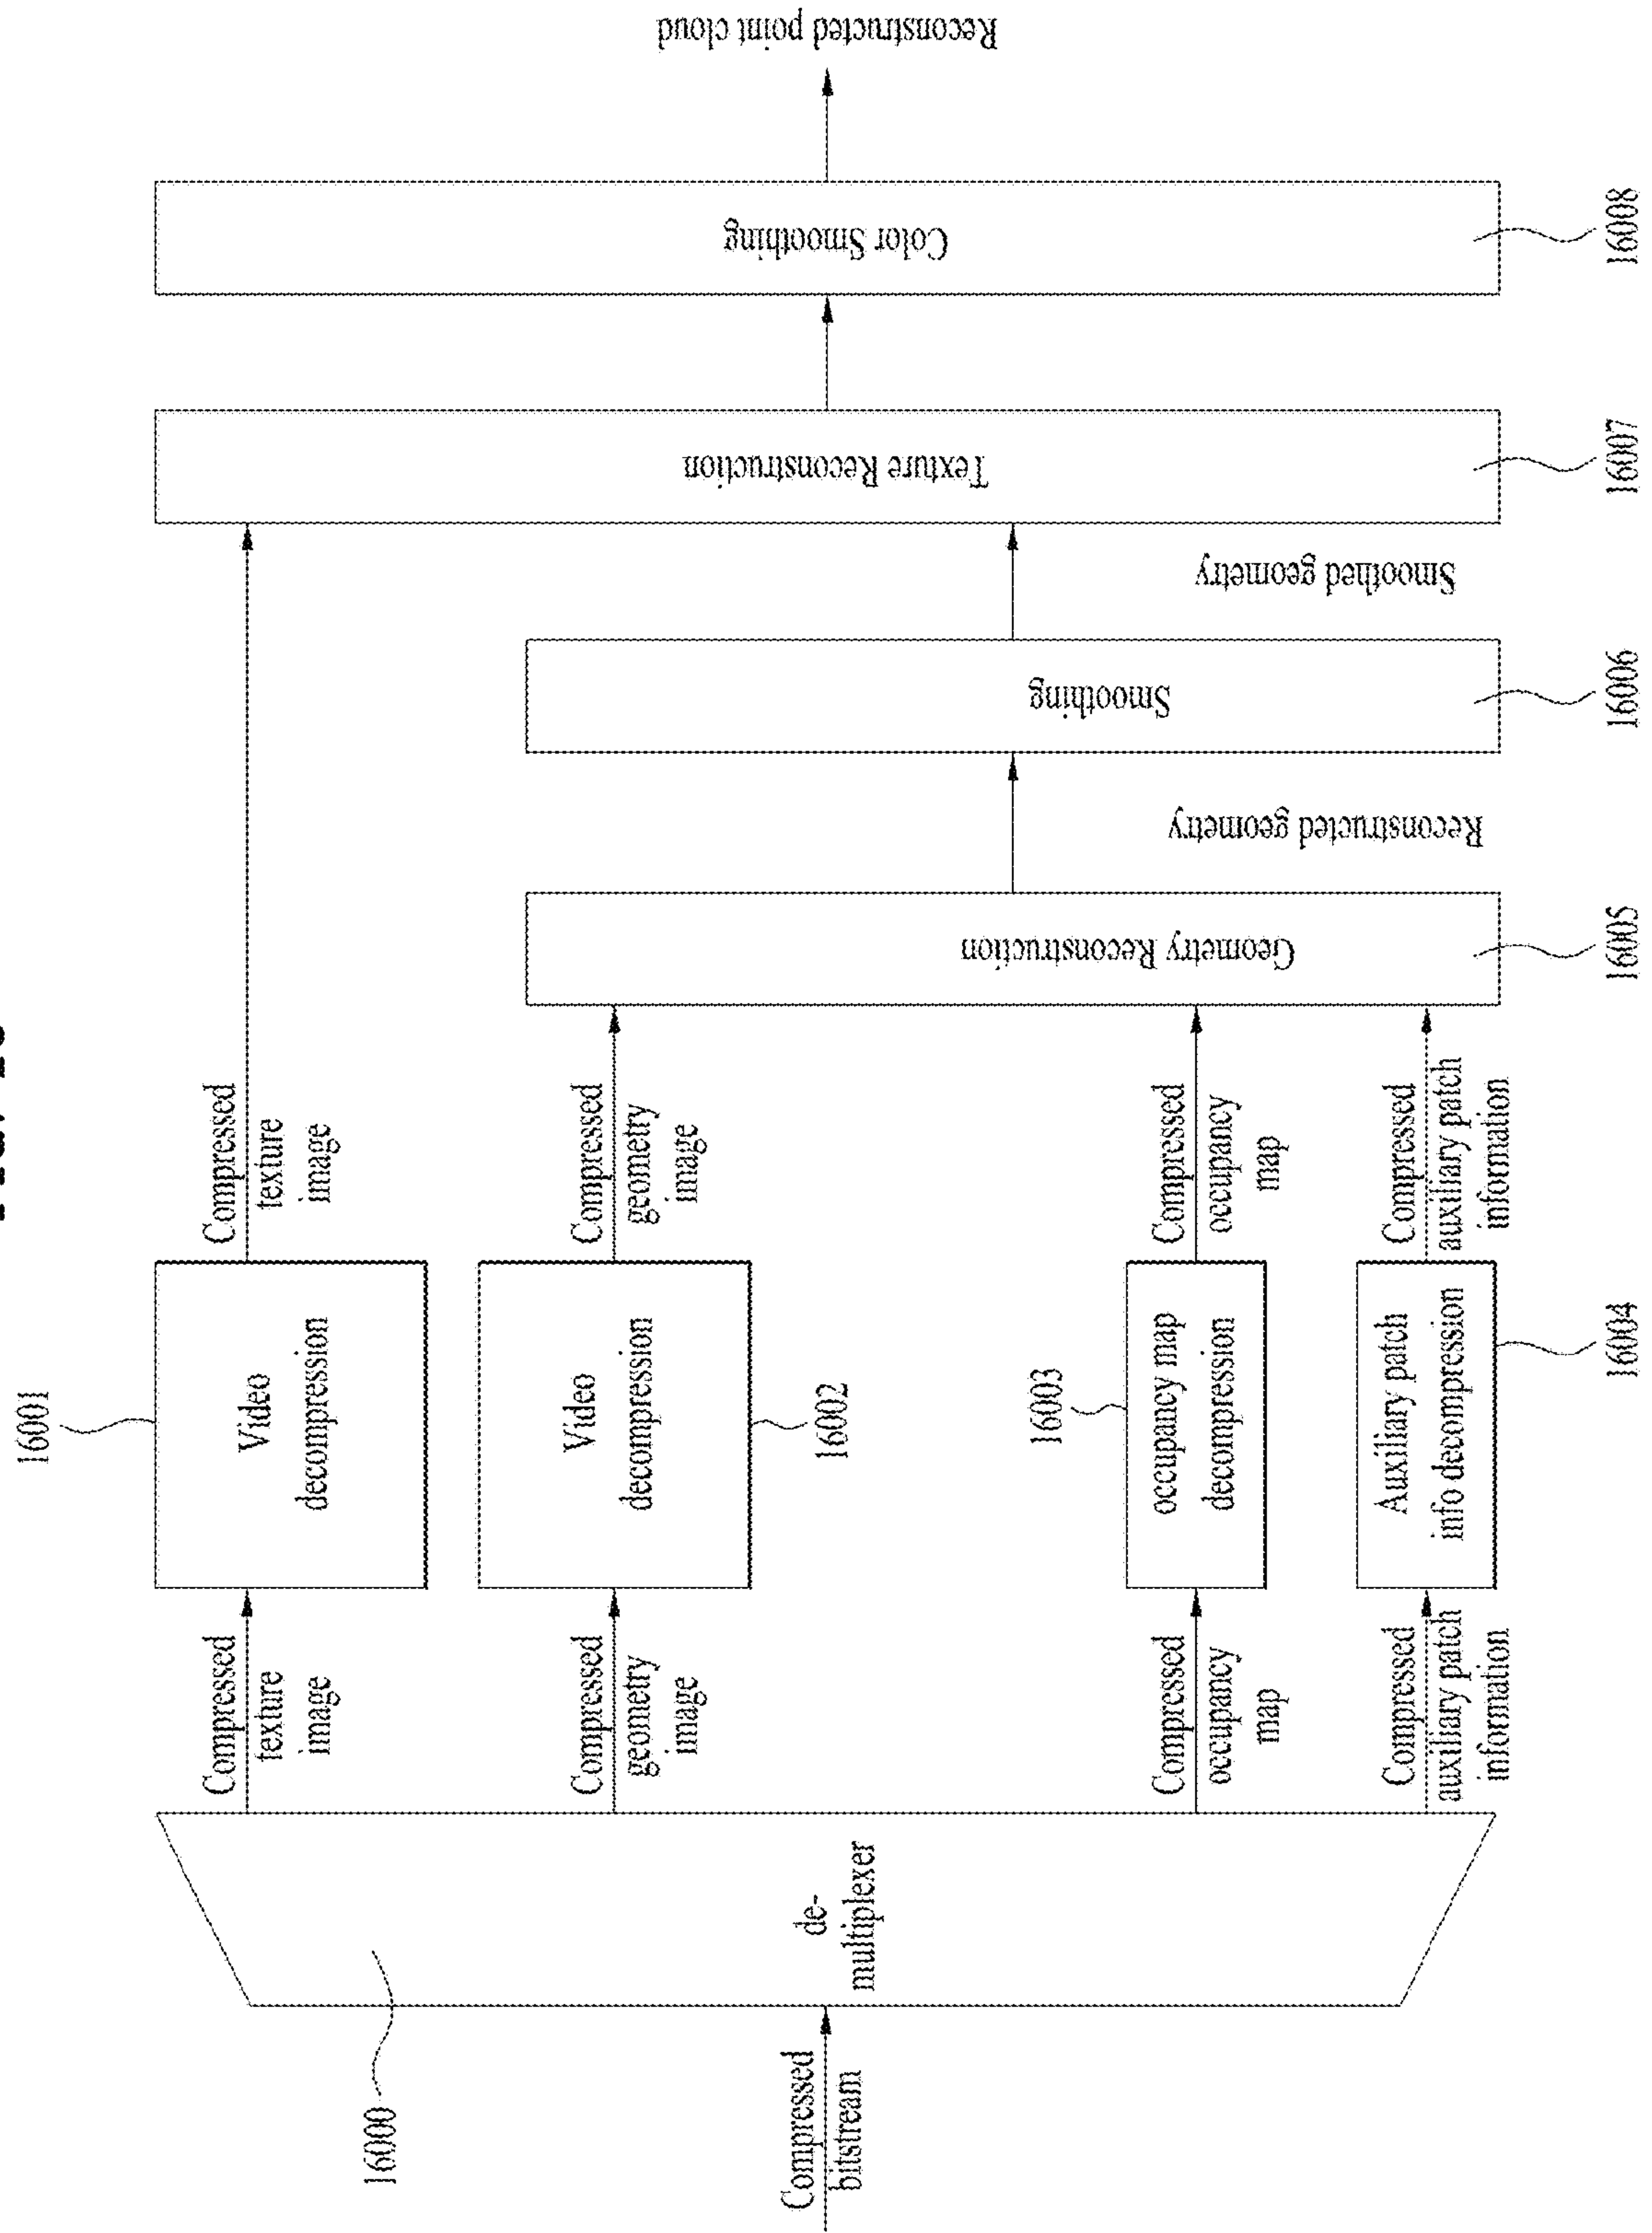 16000
Compressed
bitstream
de-
multiplexer
Compressed
texture
image
Compressed
geometry
image
Compressed
occupancy
map
Compressed
auxiliary patch
information
16001
Video
decompression
Video
decompression
16002
16003
occupancy map
decompression
Auxiliary patch
info decompression
16004
Compressed
texture
image
Compressed
geometry
image
Compressed
occupancy
map
Compressed
auxiliary patch
information
Geometry Reconstruction
16005
Reconstructed geometry
Smoothing
16006
Smoothed geometry
Texture Reconstruction
16007
Color Smoothing
16008
Reconstructed point cloud